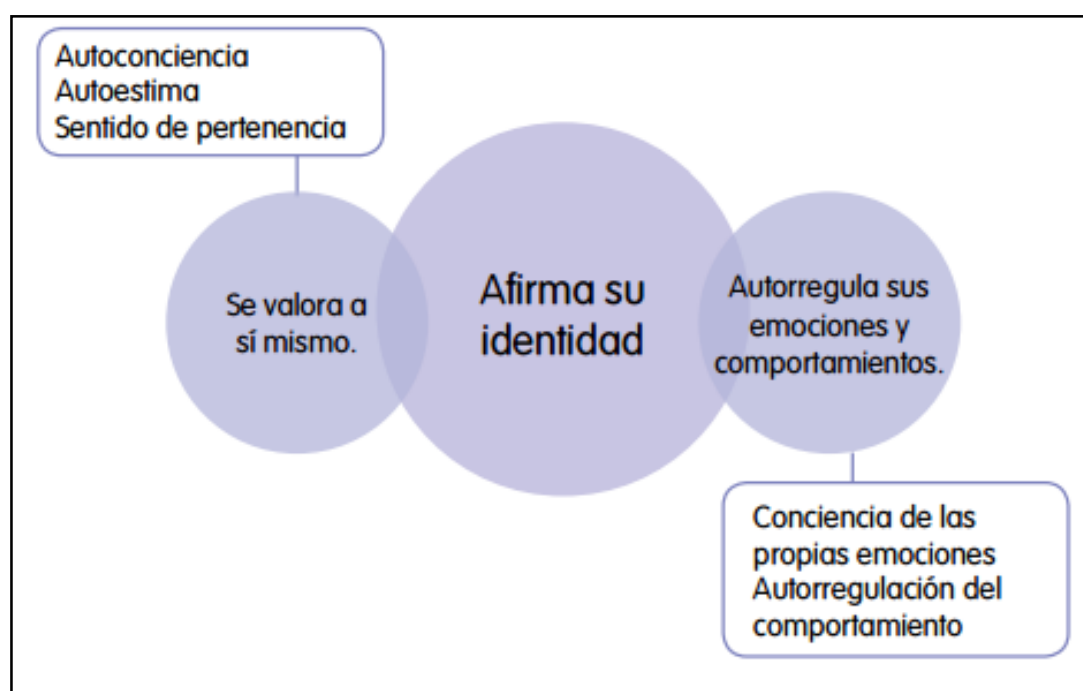 Autoconciencia
Autoestima
Sentido de pertenencia
Se valora a
sí mismo.
Afirma su
identidad
Autorregula sus
emociones y
comportamientos.
Conciencia de las
propias emociones
Autorregulación del
comportamiento